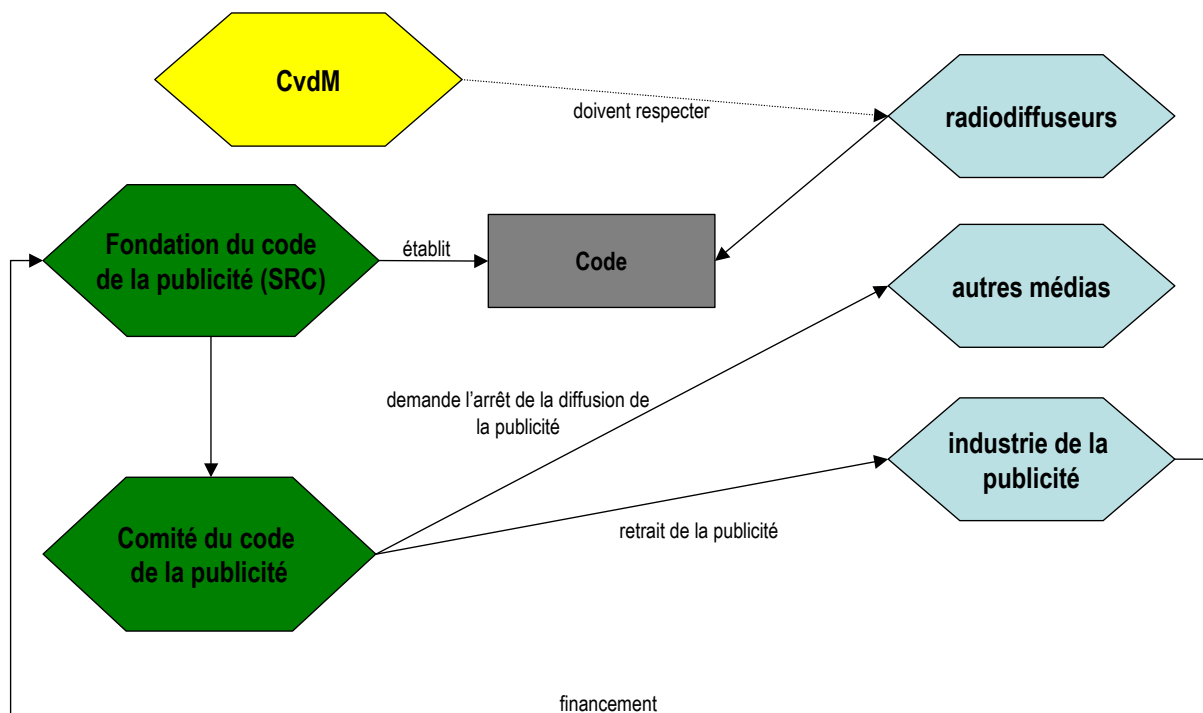 CvdM
doivent respecter
radiodiffuseurs
Fondation du code
de la publicité (SRC)
établit
Code
autres médias
demande l’arrêt de la diffusion de
la publicité
industrie de la
publicité
retrait de la publicité
Comité du code
de la publicité
financement